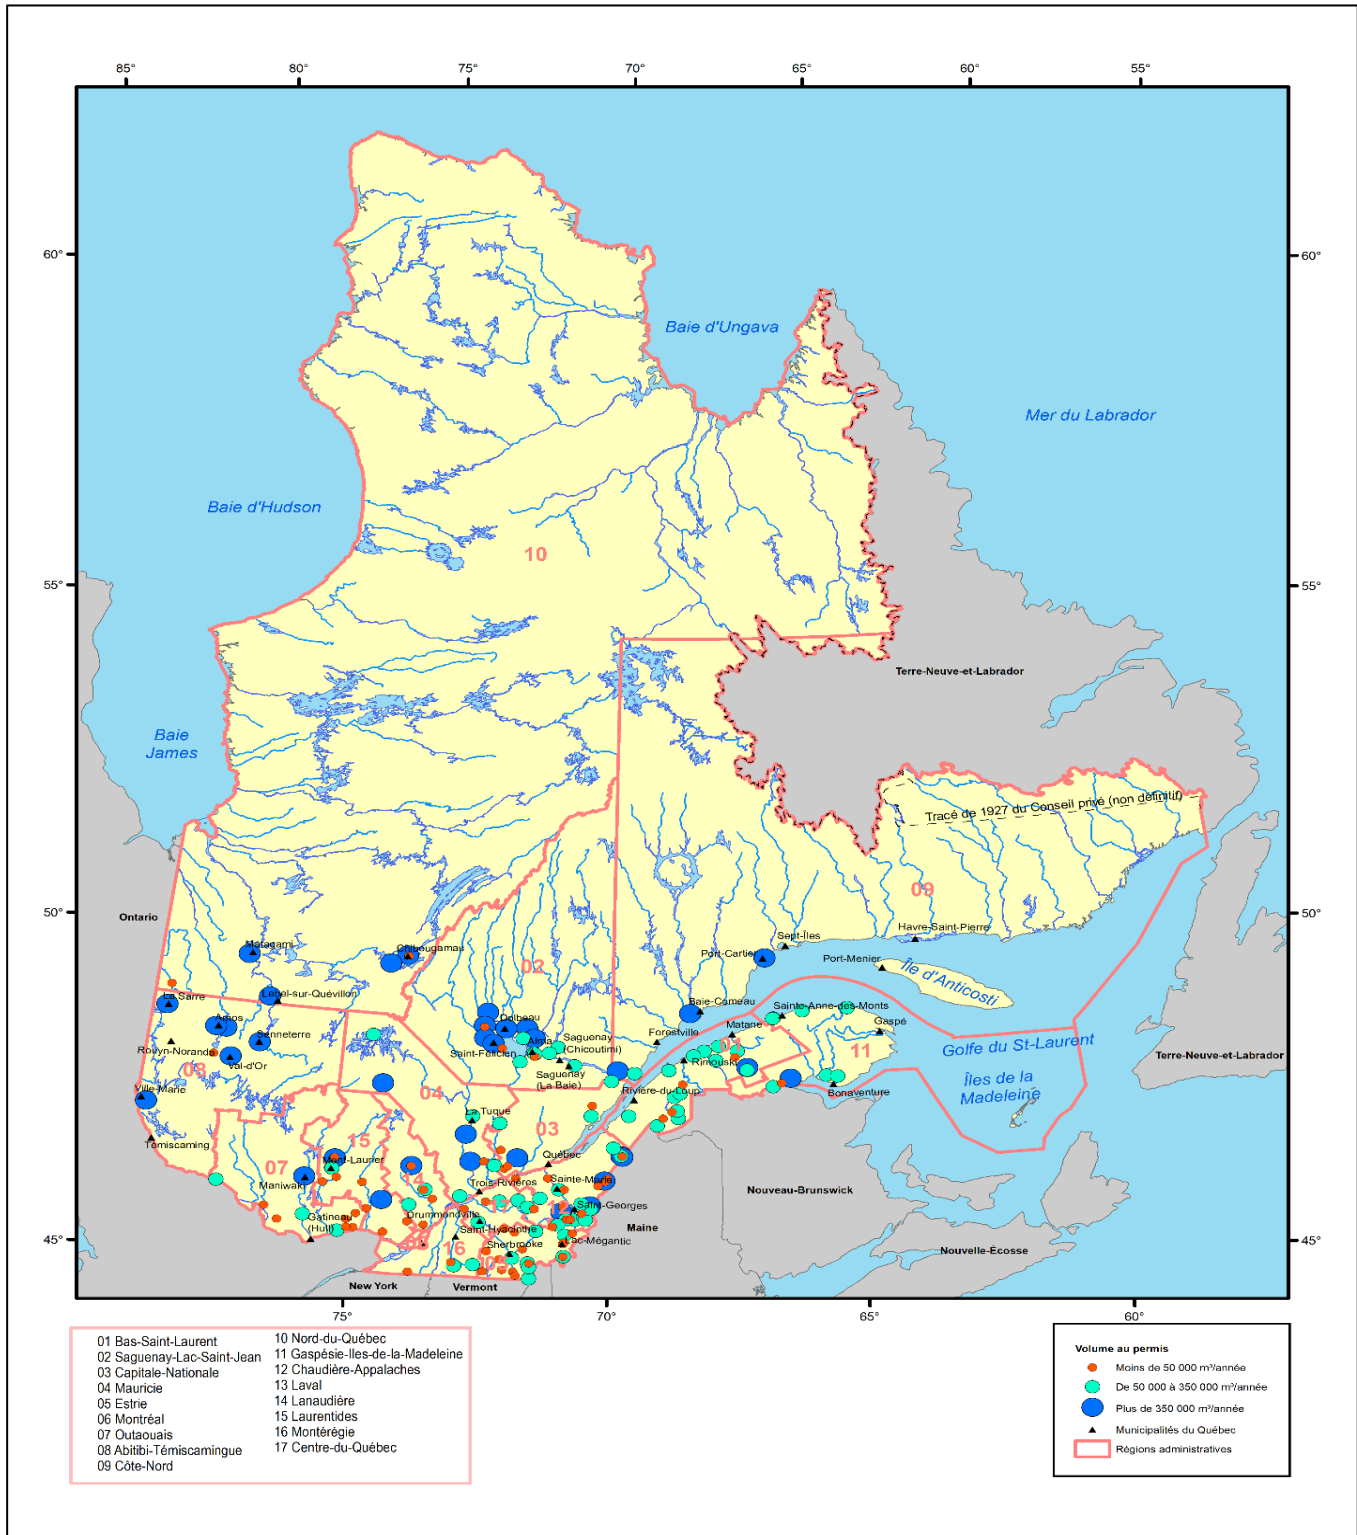 85° 80° 75° 70° 65° 60° 55°
60° 60°
Baie d'Ungava
Mer du Labrador
Baie d'Hudson
10
55° 55°
Terre-Neuve-et-Labrador
Baie
James
Tracé de 1927 du Conseil privé (non définitif)
09
50° 50°
Ontario
Havre-Saint-Pierre
Sept-Îles
Matagami
Chibougamau
Port-Cartier
Port-Menier
02
Île d'Anticosti
La Sarre
Lebel-sur-Quévillon
Baie-Comeau
Sainte-Anne-des-Monts
Amos
Dolbeau
Gaspé
Senneterre
Alma
Saguenay
(Chicoutimi)
Forestville
Matane
01
11
Golfe du St-Laurent
Rouyn-Noranda
Saint-Félicien
Rimouski
Terre-Neuve-et-Labrador
Val-d'Or
08
Saguenay
(La Baie)
Îles de la
Madeleine
Ville-Marie
04
Rivière-du-Loup
Bonaventure
La Tuque
Témiscaming
15
03
07
Mont-Laurier
Québec
Maniwaki
14
Trois-Rivières
Sainte-Marie
Nouveau-Brunswick
Gatineau
(Hull)
Drummondville
Saint-Georges
Saint-Hyacinthe
Maine
16
Sherbrooke
Lac-Mégantic
05
45° 45°
Nouvelle-Écosse
New York
Vermont
75° 70° 65° 60°
01 Bas-Saint-Laurent
02 Saguenay-Lac-Saint-Jean
03 Capitale-Nationale
04 Mauricie
05 Estrie
06 Montréal
07 Outaouais
08 Abitibi-Témiscamingue
09 Côte-Nord
10 Nord-du-Québec
11 Gaspésie-Iles-de-la-Madeleine
12 Chaudière-Appalaches
13 Laval
14 Lanaudière
15 Laurentides
16 Montérégie
17 Centre-du-Québec
Volume au permis
Moins de 50 000 m³/année
De 50 000 à 350 000 m³/année
Plus de 350 000 m³/année
Municipalités du Québec
Régions administratives